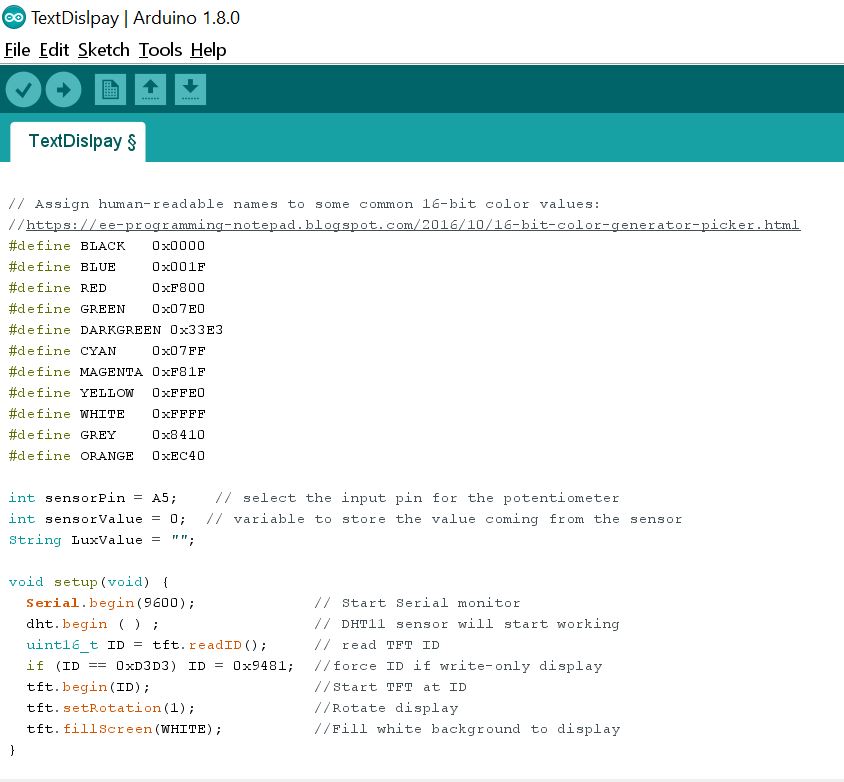 TextDislpay | Arduino 1.8.0
File Edit Sketch Tools Help
TextDislpay §
// Assign human-readable names to some common 16-bit color values:
//https://ee-programming-notepad.blogspot.com/2016/10/16-bit-color-generator-picker.html
#define BLACK   0x0000
#define BLUE    0x001F
#define RED     0xF800
#define GREEN   0x07E0
#define DARKGREEN 0x33E3
#define CYAN    0x07FF
#define MAGENTA 0xF81F
#define YELLOW  0xFFE0
#define WHITE   0xFFFF
#define GREY    0x8410
#define ORANGE  0xEC40
int sensorPin = A5;    // select the input pin for the potentiometer
int sensorValue = 0;  // variable to store the value coming from the sensor
String LuxValue = "";
void setup(void) {
  Serial.begin(9600);             // Start Serial monitor
  dht.begin ( ) ;                 // DHT11 sensor will start working
  uint16_t ID = tft.readID();     // read TFT ID
  if (ID == 0xD3D3) ID = 0x9481;  //force ID if write-only display
  tft.begin(ID);                  //Start TFT at ID
  tft.setRotation(1);             //Rotate display
  tft.fillScreen(WHITE);          //Fill white background to display
}